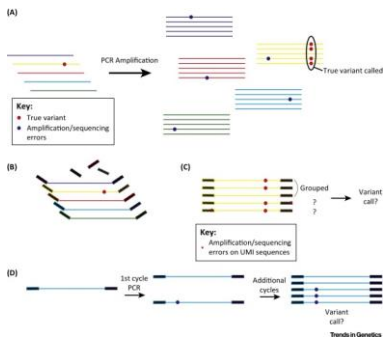 (A)
PCR Amplification
True variant called
Key:
True variant
Amplification/sequencing
errors
(B)
(C)
Grouped
?
?
Variant
call?
Key:
Amplification/sequencing
errors on UMI sequences
(D)
1st cycle
PCR
Additional
cycles
Variant
call?
Trends in Genetics